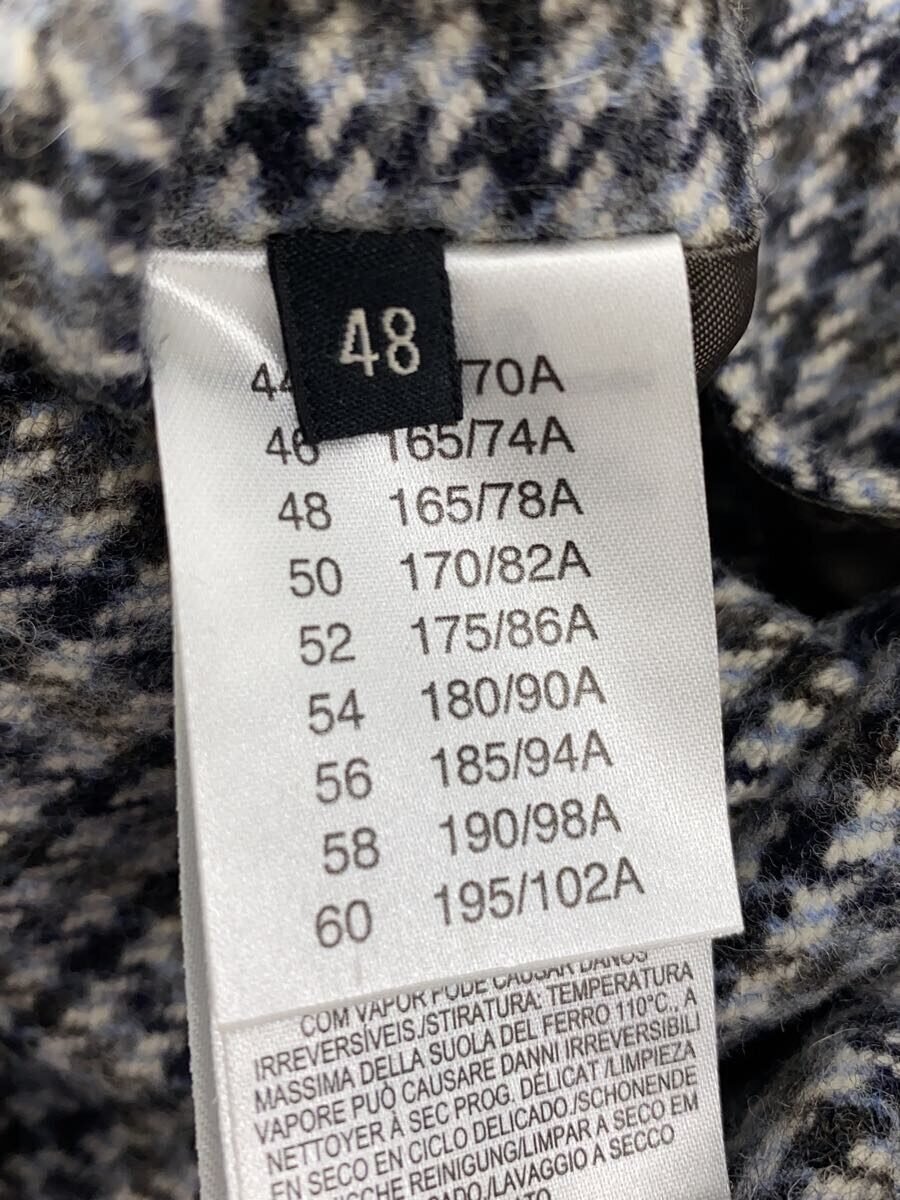 48
44 /70A
46 165/74A
48 165/78A
50 170/82A
52 175/86A
54 180/90A
56 185/94A
58 190/98A
60 195/102A
COM VAPOR PODE CAUSAR DANOS
IRREVERSÍVEIS./STIRATURA: TEMPERATURA
MASSIMA DELLA SUOLA DEL FERRO 110°C, A
VAPORE PUÒ CAUSARE DANNI IRREVERSIBILI
NETTOYER À SEC PROG. DÉLICAT /LIMPIEZA
EN SECO EN CICLO DELICADO./SCHONENDE
REINIGUNG/LIMPAR A SECO EM
/LAVAGGIO A SECCO